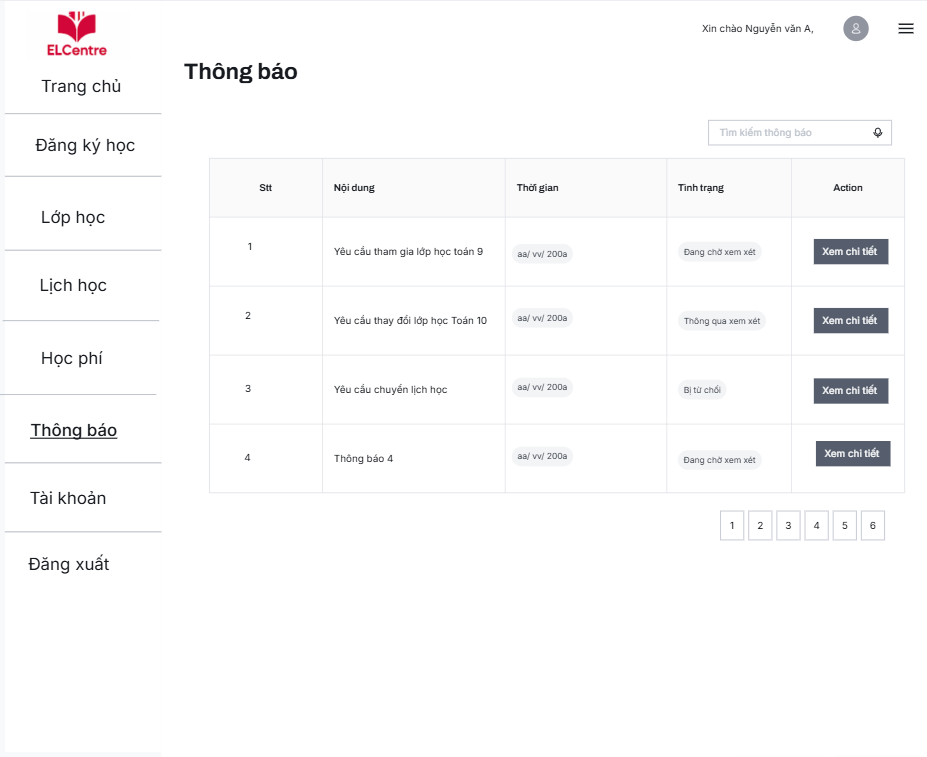 ELCentre
Xin chào Nguyễn văn A,
Thông báo
Trang chủ
Đăng ký học
Lớp học
Lịch học
Học phí
Thông báo
Tài khoản
Đăng xuất
Tìm kiếm thông báo
Stt Nội dung Thời gian Tình trạng Action
1 Yêu cầu tham gia lớp học toán 9 aa/ vv/ 200a Đang chờ xem xét Xem chi tiết
2 Yêu cầu thay đổi lớp học Toán 10 aa/ vv/ 200a Thông qua xem xét Xem chi tiết
3 Yêu cầu chuyển lịch học aa/ vv/ 200a Bị từ chối Xem chi tiết
4 Thông báo 4 aa/ vv/ 200a Đang chờ xem xét Xem chi tiết
1 2 3 4 5 6